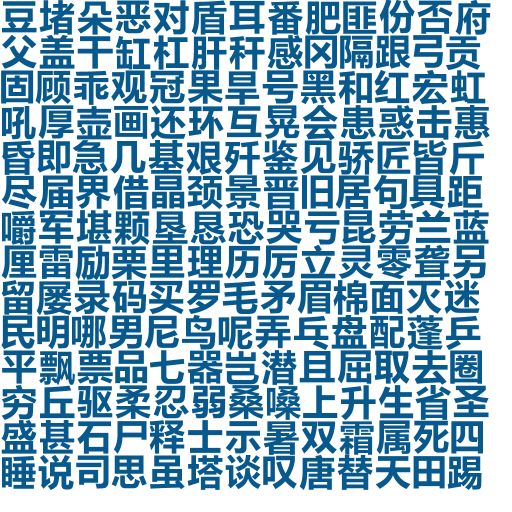 豆堵朵恶对盾耳番肥匪份否府
父盖干缸杠肝秆感冈隔跟弓贡
固顾乖观冠果旱号黑和红宏虹
吼厚壶画还环互晃会患惑击惠
昏即急几基艰歼鉴见骄匠皆斤
尽届界借晶颈景晋旧居句具距
嚼军堪颗垦恳恐哭亏昆劳兰蓝
厘雷励栗里理历厉立灵零聋另
留屡录码买罗毛矛眉棉面灭迷
民明哪男尼鸟呢弄乓盘配蓬乒
平飘票品七器岂潜且屈取去圈
穷丘驱柔忍弱桑嗓上升生省圣
盛甚石尸释士示暑双霜属死四
睡说司思虽塔谈叹唐替天田踢